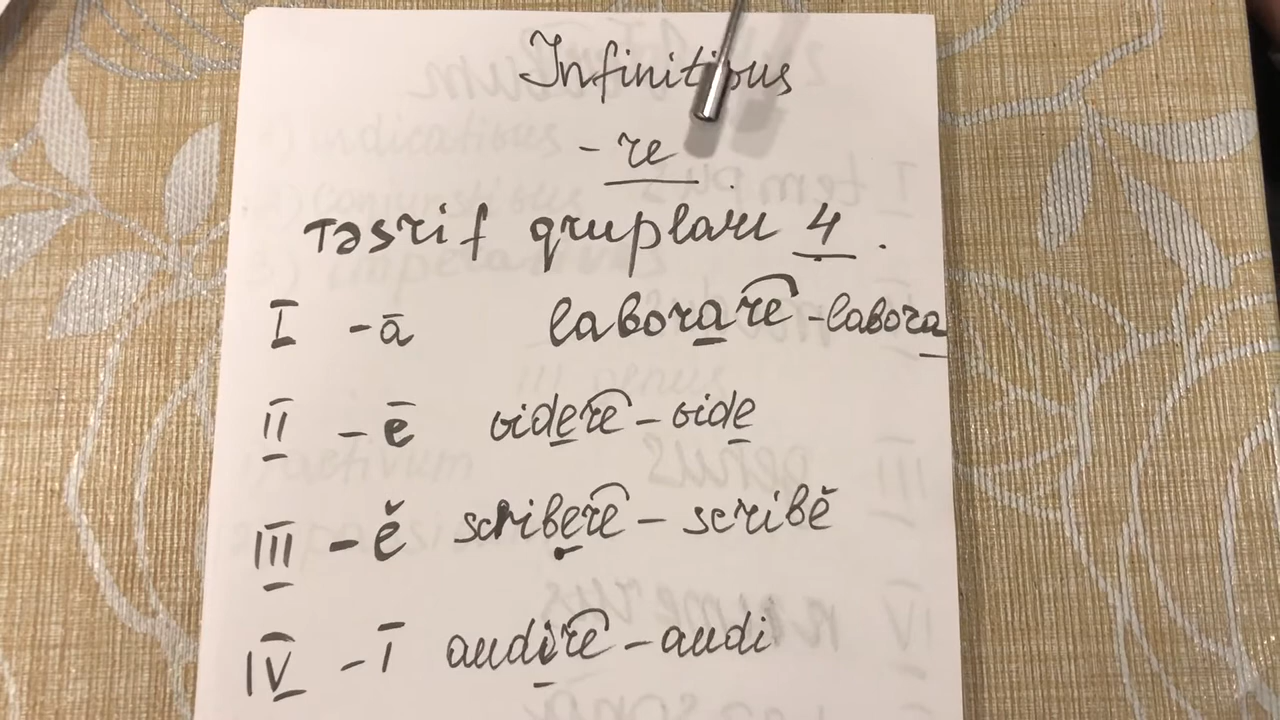 Infinitivus
- re
Təsrif qrupları 4.
I - ā laborare - labora
II - ē videre - vide
III - ĕ scribere - scribĕ
IV - ī audire - audi